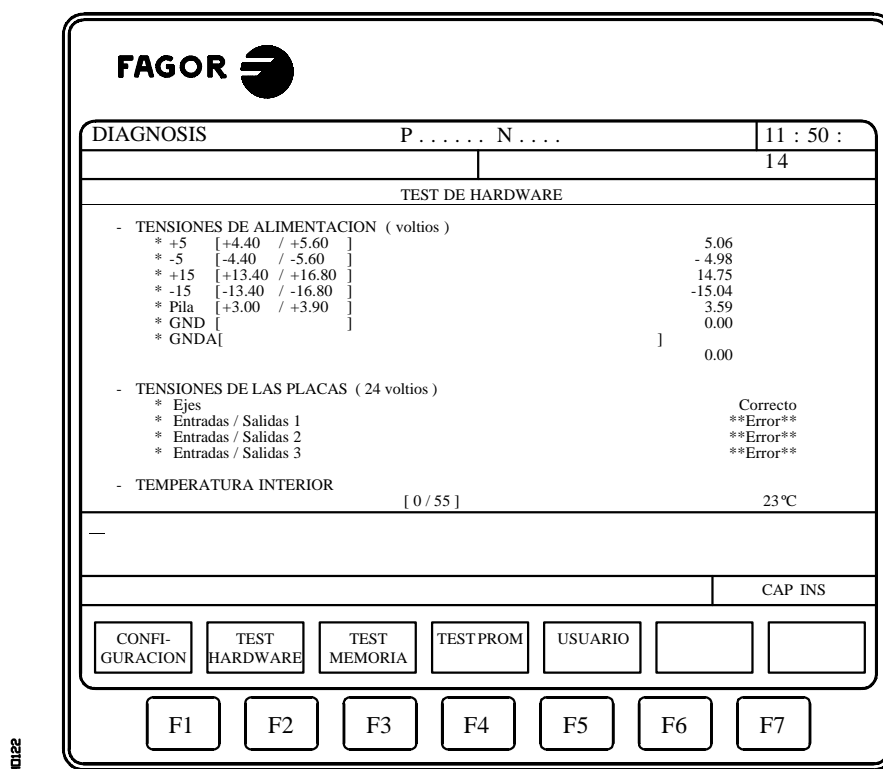 FAGOR
DIAGNOSIS P . . . . . . N . . . . 11 : 50 :
14
TEST DE HARDWARE
- TENSIONES DE ALIMENTACION ( voltios )
* +5 [+4.40 / +5.60 ] 5.06
* -5 [-4.40 / -5.60 ] - 4.98
* +15 [+13.40 / +16.80 ] 14.75
* -15 [-13.40 / -16.80 ] -15.04
* Pila [+3.00 / +3.90 ] 3.59
* GND [ ] 0.00
* GNDA[ ]
0.00
- TENSIONES DE LAS PLACAS ( 24 voltios )
* Ejes Correcto
* Entradas / Salidas 1 **Error**
* Entradas / Salidas 2 **Error**
* Entradas / Salidas 3 **Error**
- TEMPERATURA INTERIOR
[ 0 / 55 ] 23ºC
CAP INS
CONFI-
GURACION
TEST
HARDWARE
TEST
MEMORIA
TEST PROM
USUARIO
F1 F2 F3 F4 F5 F6 F7